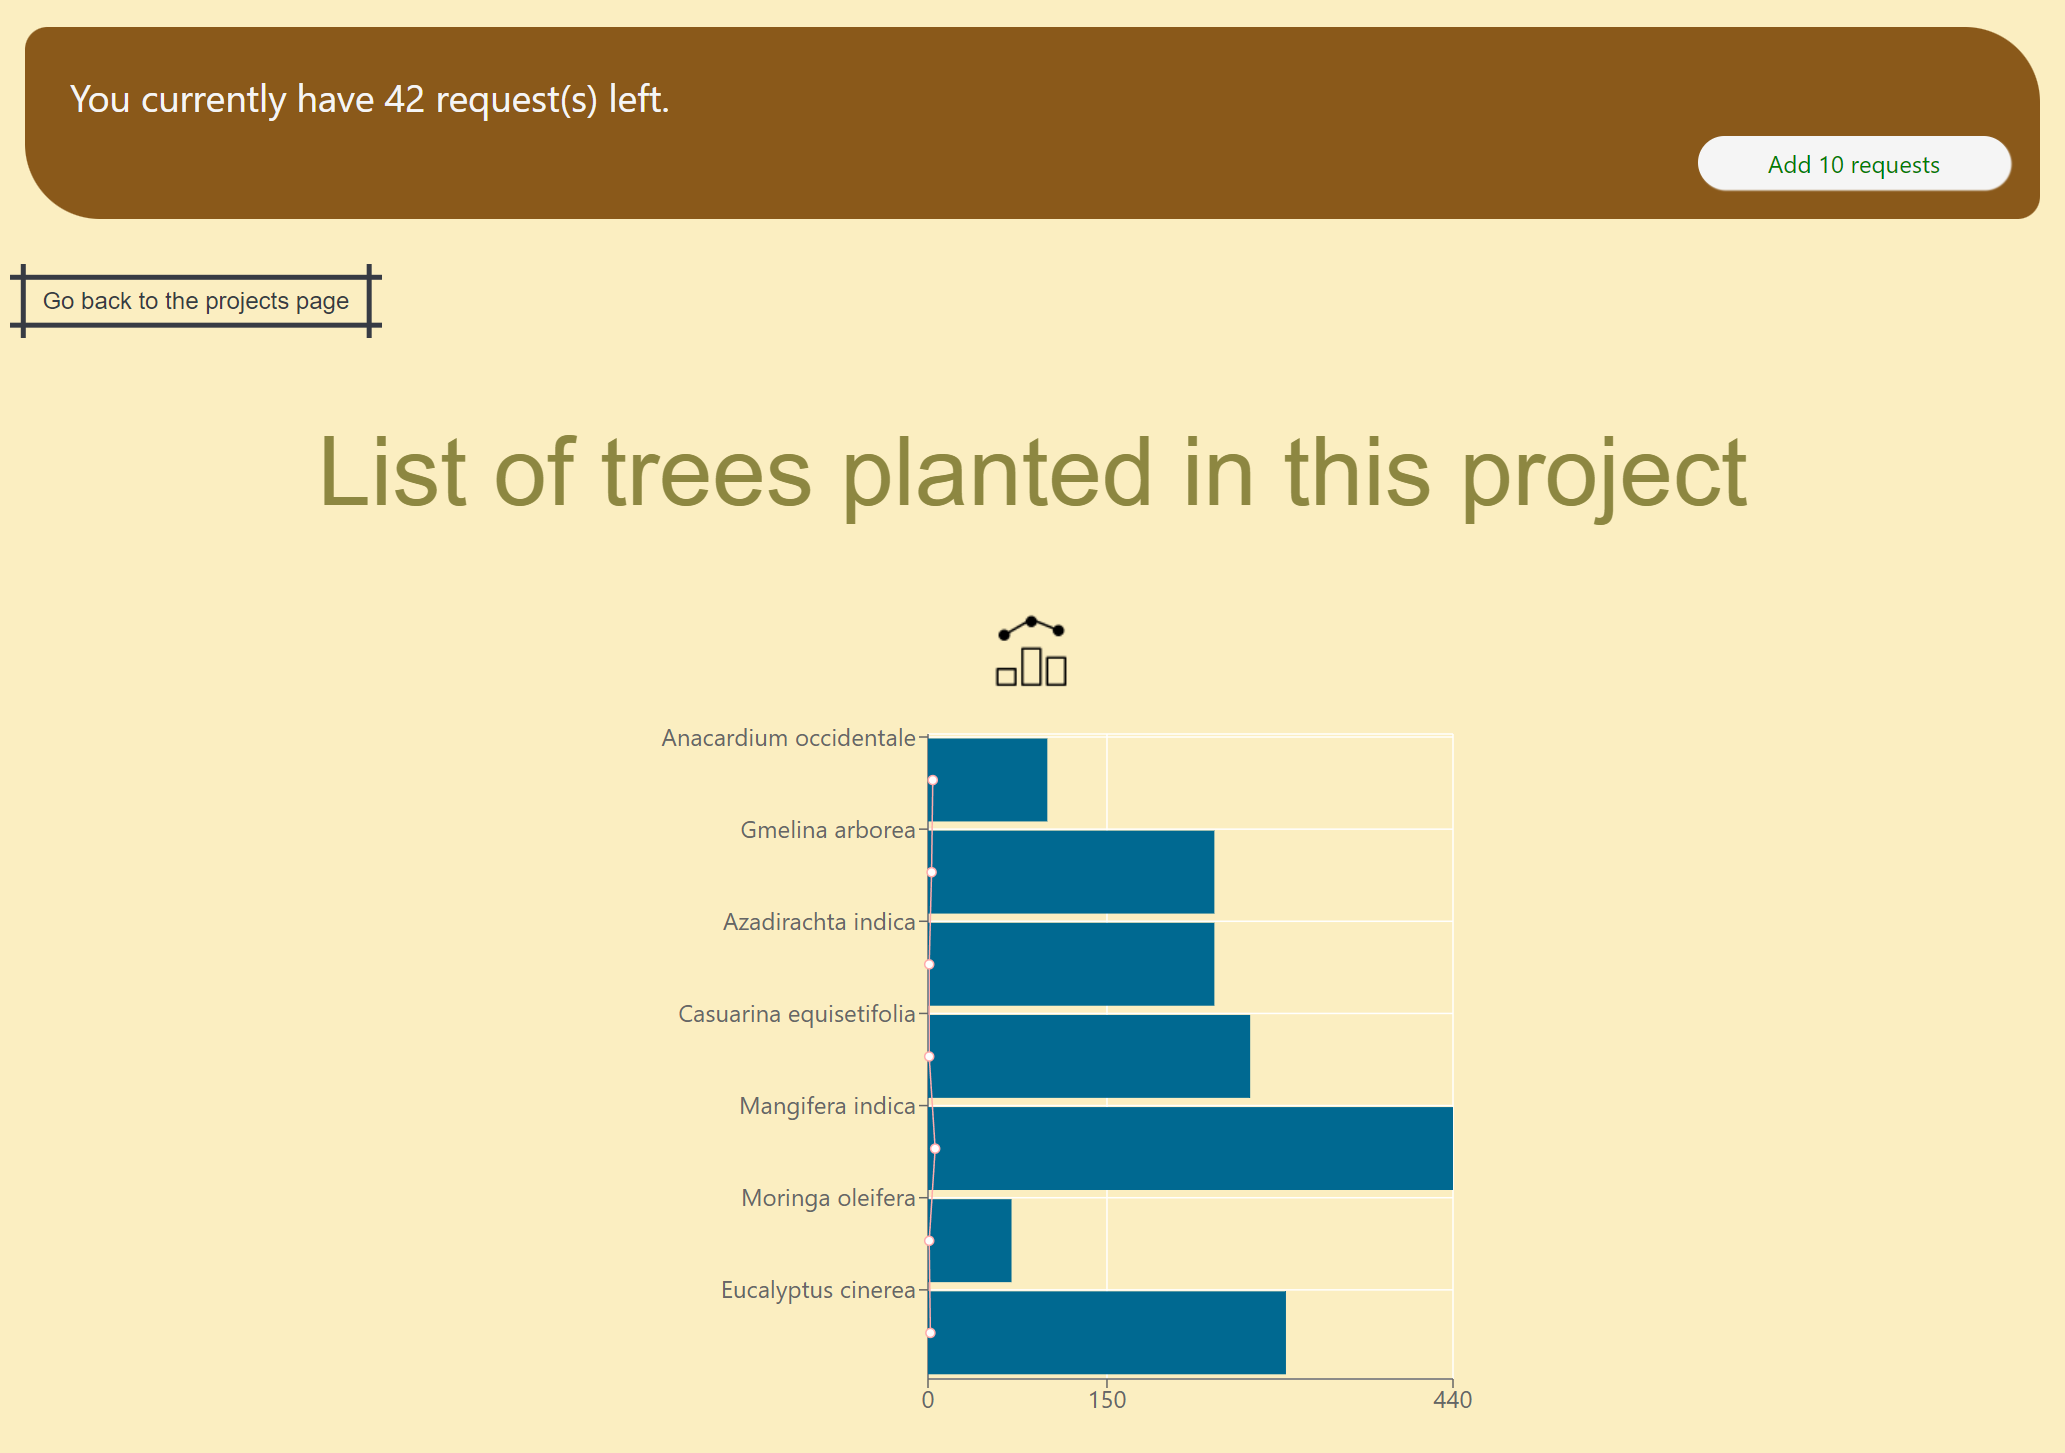 You currently have 42 request(s) left.
Add 10 requests
Go back to the projects page
List of trees planted in this project
Anacardium occidentale
Gmelina arborea
Azadirachta indica
Casuarina equisetifolia
Mangifera indica
Moringa oleifera
Eucalyptus cinerea
0 150 440